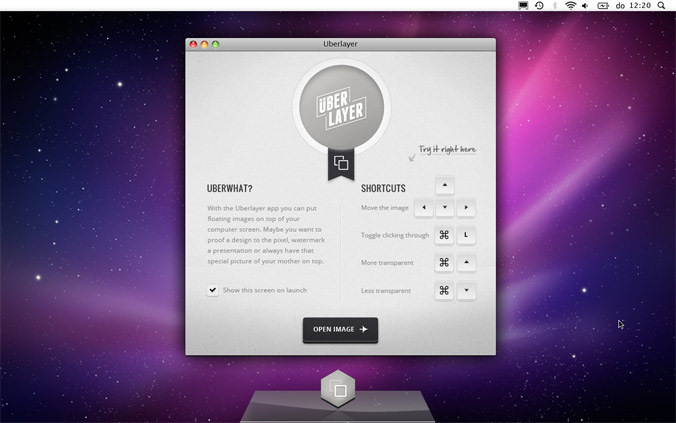 do 12:20
Uberlayer
ÜBER
LAYER
Try it right here
UBERWHAT?
With the Uberlayer app you can put
floating images on top of your
computer screen. Maybe you want to
proof a design to the pixel, watermark
a presentation or always have that
special picture of your mother on top.
Show this screen on launch
SHORTCUTS
Move the image
Toggle clicking through ⌘ L
More transparent ⌘
Less transparent ⌘
OPEN IMAGE